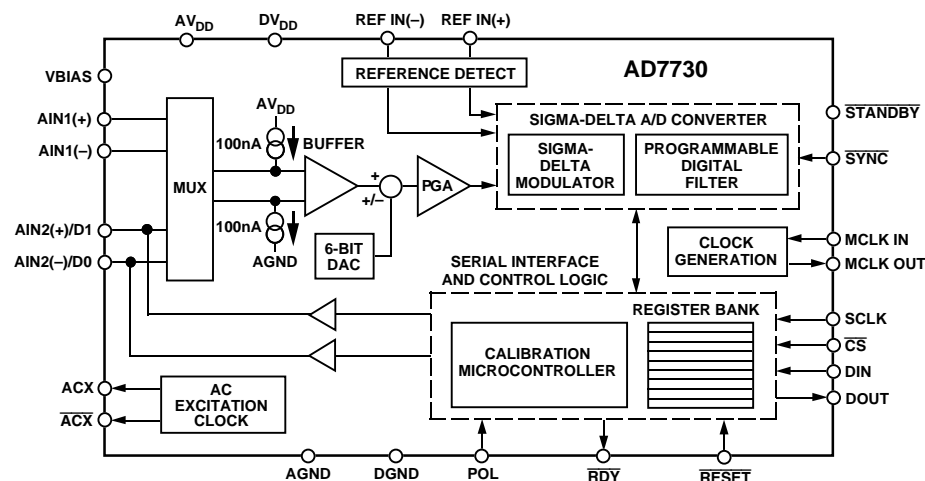 AVDD
DVDD
REF IN(–)
REF IN(+)
REFERENCE DETECT
AD7730
VBIAS
AIN1(+)
AIN1(–)
MUX
AVDD
100nA
BUFFER
100nA
AGND
+
+/–
PGA
6-BIT
DAC
SIGMA-DELTA A/D CONVERTER
SIGMA-
DELTA
MODULATOR
PROGRAMMABLE
DIGITAL
FILTER
STANDBY
SYNC
AIN2(+)/D1
AIN2(–)/D0
CLOCK
GENERATION
MCLK IN
MCLK OUT
SERIAL INTERFACE
AND CONTROL LOGIC
REGISTER BANK
CALIBRATION
MICROCONTROLLER
SCLK
CS
DIN
DOUT
ACX
ACX
AC
EXCITATION
CLOCK
AGND
DGND
POL
RDY
RESET